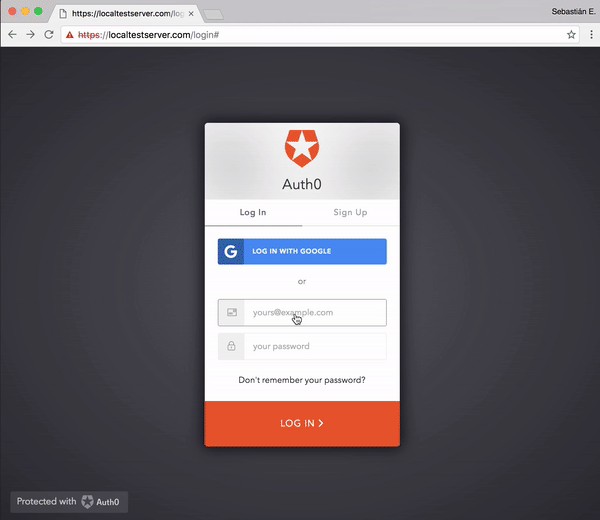 https://localtestserver.com/log
Sebastián E.
https://localtestserver.com/login#
Auth0
Log In
Sign Up
G
LOG IN WITH GOOGLE
or
yours@example.com
your password
Don't remember your password?
LOG IN >
Protected with Auth0